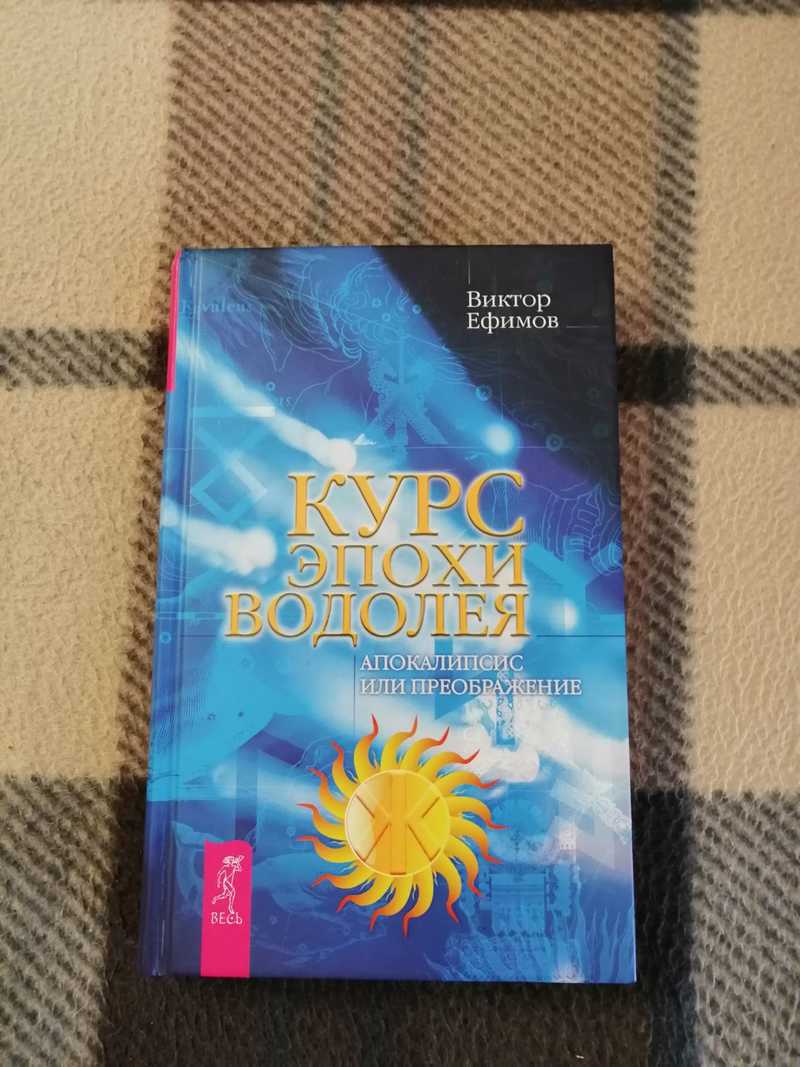 Виктор
Ефимов
КУРС
ЭПОХИ
ВОДОЛЕЯ
АПОКАЛИПСИС
ИЛИ ПРЕОБРАЖЕНИЕ
Ж
ВЕСЬ